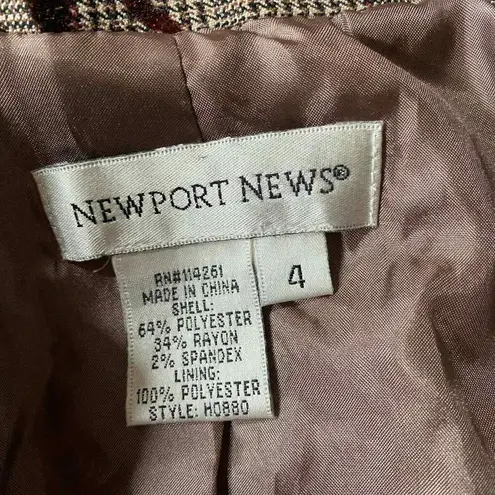 NEWPORT NEWS®
4
RN#114261
MADE IN CHINA
SHELL:
64% POLYESTER
34% RAYON
2% SPANDEX
LINING:
100% POLYESTER
STYLE: H0880